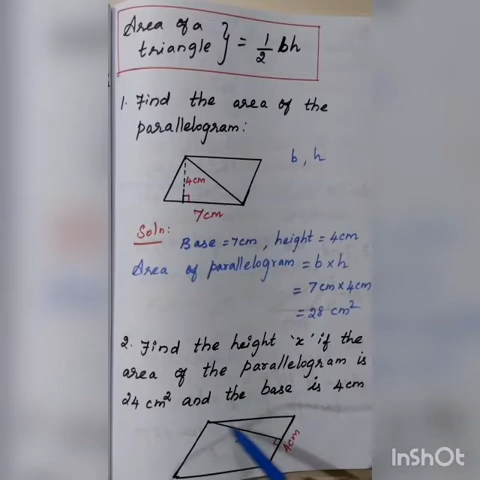 Area of a
triangle } = 1/2 bh
1. Find the area of the
parallelogram:
b, h
4cm
7cm
Soln:
Base = 7cm, height = 4cm
Area of parallelogram = b x h
= 7cm x 4cm
= 28 cm²
2. Find the height 'x' if the
area of the parallelogram is
24 cm² and the base is 4cm
4cm
InShOt